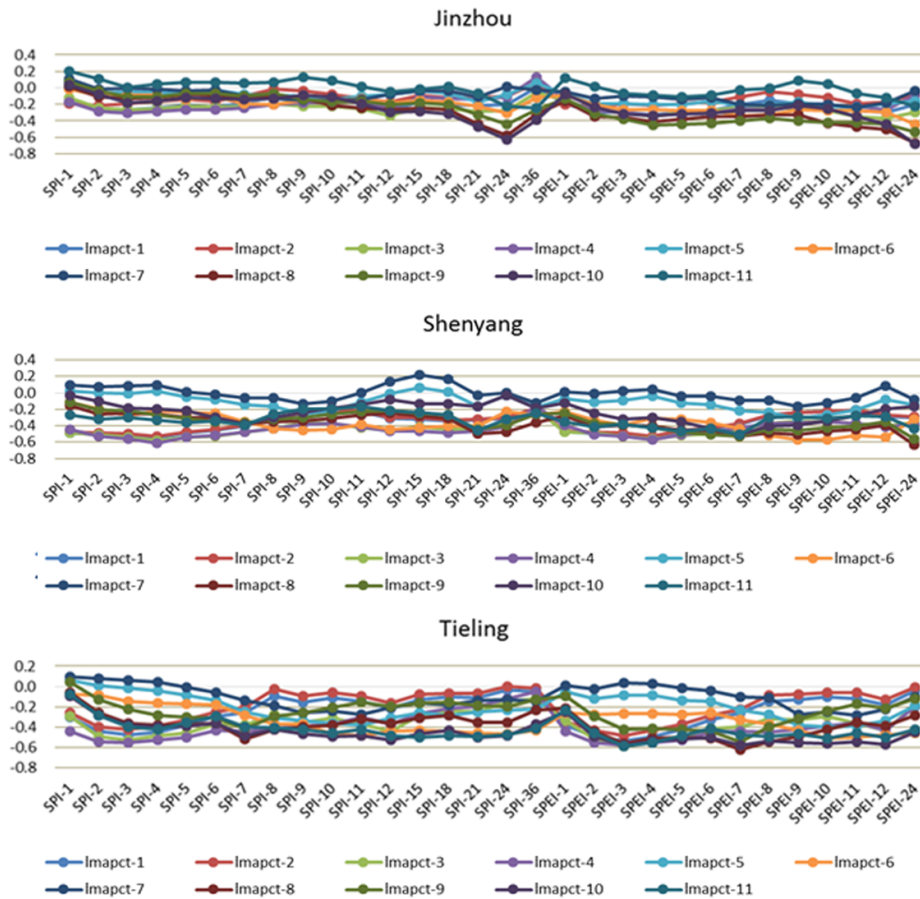 Jinzhou
0.4
0.2
0.0
-0.2
-0.4
-0.6
-0.8
SPI-1 SPI-2 SPI-3 SPI-4 SPI-5 SPI-6 SPI-7 SPI-8 SPI-9 SPI-10 SPI-11 SPI-12 SPI-15 SPI-18 SPI-21 SPI-24 SPI-36 SPEI-1 SPEI-2 SPEI-3 SPEI-4 SPEI-5 SPEI-6 SPEI-7 SPEI-8 SPEI-9 SPEI-10 SPEI-11 SPEI-12 SPEI-24
Imapct-1 Imapct-2 Imapct-3 Imapct-4 Imapct-5 Imapct-6
Imapct-7 Imapct-8 Imapct-9 Imapct-10 Imapct-11
Shenyang
0.4
0.2
0.0
-0.2
-0.4
-0.6
-0.8
SPI-1 SPI-2 SPI-3 SPI-4 SPI-5 SPI-6 SPI-7 SPI-8 SPI-9 SPI-10 SPI-11 SPI-12 SPI-15 SPI-18 SPI-21 SPI-24 SPI-36 SPEI-1 SPEI-2 SPEI-3 SPEI-4 SPEI-5 SPEI-6 SPEI-7 SPEI-8 SPEI-9 SPEI-10 SPEI-11 SPEI-12 SPEI-24
Imapct-1 Imapct-2 Imapct-3 Imapct-4 Imapct-5 Imapct-6
Imapct-7 Imapct-8 Imapct-9 Imapct-10 Imapct-11
Tieling
0.2
0.0
-0.2
-0.4
-0.6
-0.8
SPI-1 SPI-2 SPI-3 SPI-4 SPI-5 SPI-6 SPI-7 SPI-8 SPI-9 SPI-10 SPI-11 SPI-12 SPI-15 SPI-18 SPI-21 SPI-24 SPI-36 SPEI-1 SPEI-2 SPEI-3 SPEI-4 SPEI-5 SPEI-6 SPEI-7 SPEI-8 SPEI-9 SPEI-10 SPEI-11 SPEI-12 SPEI-24
Imapct-1 Imapct-2 Imapct-3 Imapct-4 Imapct-5 Imapct-6
Imapct-7 Imapct-8 Imapct-9 Imapct-10 Imapct-11